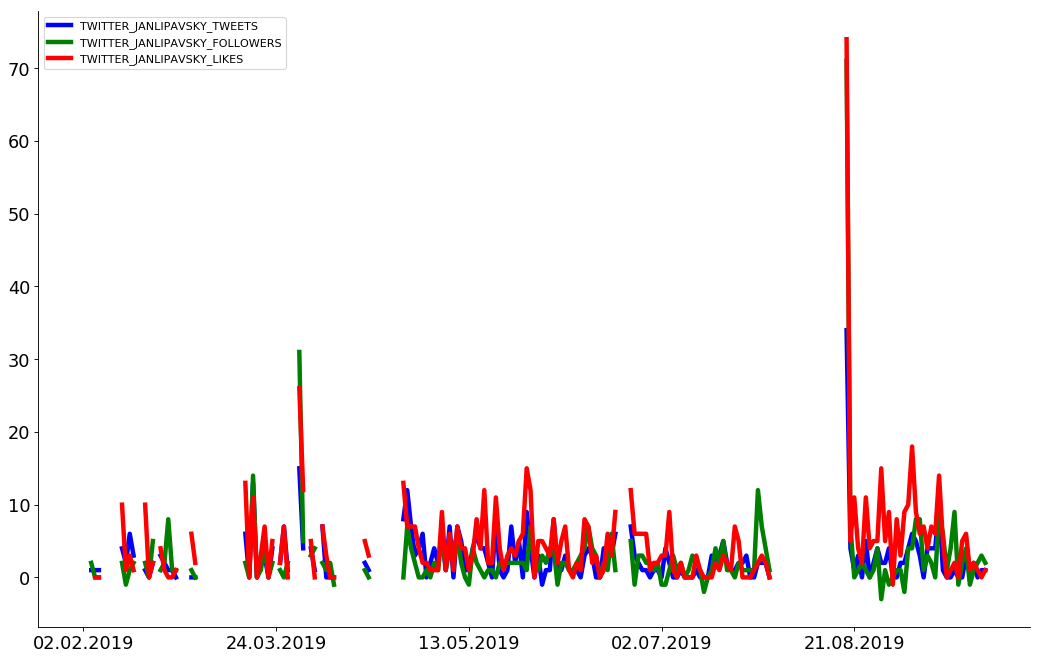 TWITTER_JANLIPAVSKY_TWEETS
TWITTER_JANLIPAVSKY_FOLLOWERS
TWITTER_JANLIPAVSKY_LIKES
70
60
50
40
30
20
10
0
02.02.2019 24.03.2019 13.05.2019 02.07.2019 21.08.2019